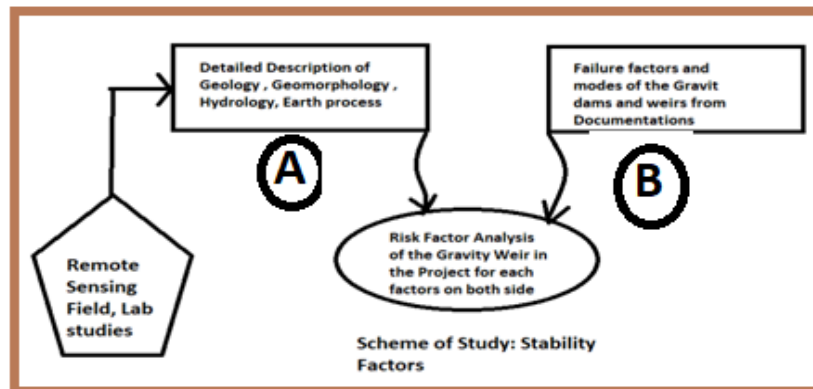 Detailed Description of
Geology , Geomorphology ,
Hydrology, Earth process
Failure factors and
modes of the Gravit
dams and weirs from
Documentations
A
B
Remote
Sensing
Field, Lab
studies
Risk Factor Analysis
of the Gravity Weir in
the Project for each
factors on both side
Scheme of Study: Stability
Factors